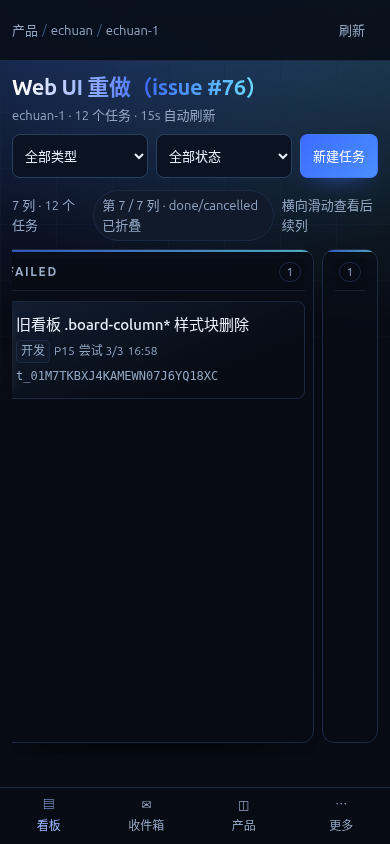 产品 / echuan / echuan-1
刷新
Web UI 重做（issue #76）
echuan-1 · 12 个任务 · 15s 自动刷新
全部类型
全部状态
新建任务
7 列 · 12 个
任务
第 7 / 7 列 · done/cancelled
已折叠
横向滑动查看后
续列
FAILED
1
1
旧看板 .board-column* 样式块删除
开发 P15 尝试 3/3 16:58
t_01M7TKBXJ4KAMEWN07J6YQ18XC
看板
收件箱
产品
更多